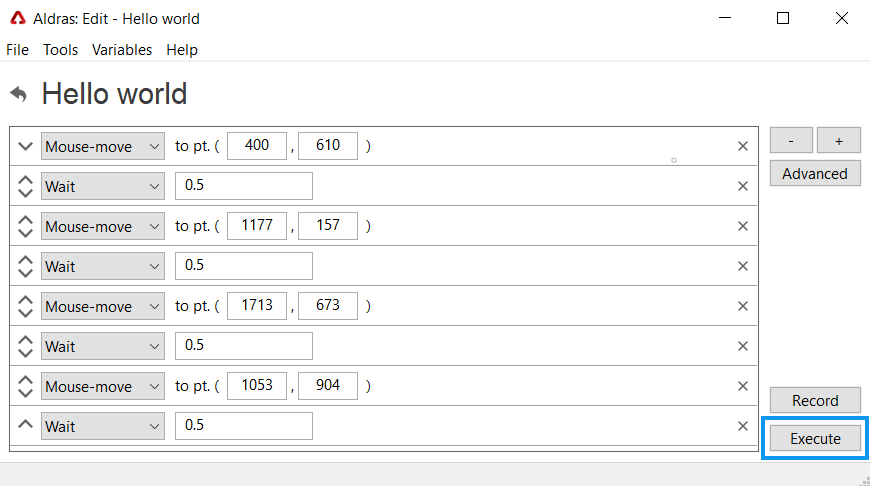 Aldras: Edit - Hello world
File Tools Variables Help
Hello world
Mouse-move to pt. ( 400 , 610 )
- +
Wait 0.5
Advanced
Mouse-move to pt. ( 1177 , 157 )
Wait 0.5
Mouse-move to pt. ( 1713 , 673 )
Wait 0.5
Mouse-move to pt. ( 1053 , 904 )
Record
Wait 0.5
Execute